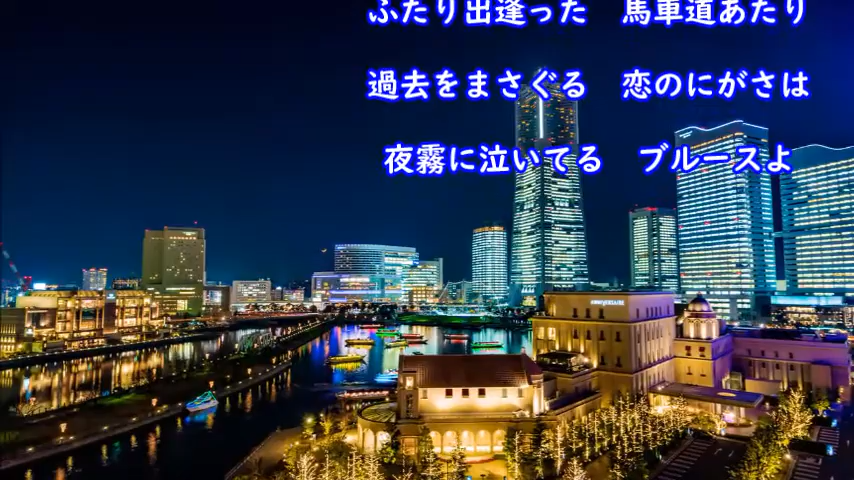 ふたり出逢った　馬車道あたり
過去をまさぐる　恋のにがさは
夜霧に泣いてる　ブルースよ
ANNIVERSAIRE